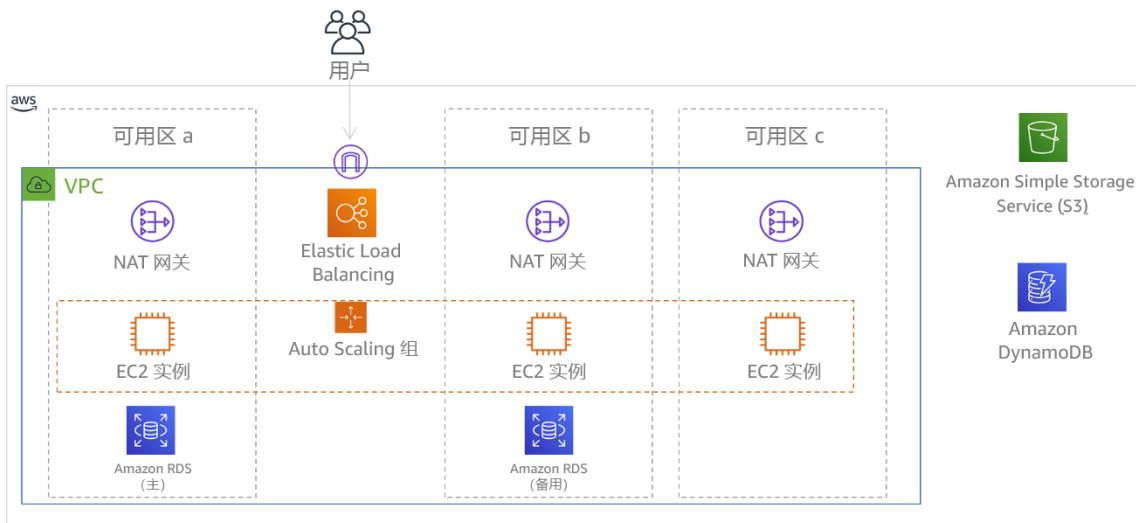 用户
aws
可用区 a
可用区 b
可用区 c
VPC
Amazon Simple Storage
Service (S3)
NAT 网关
Elastic Load
Balancing
NAT 网关
NAT 网关
Amazon
DynamoDB
Auto Scaling 组
EC2 实例
EC2 实例
EC2 实例
Amazon RDS
(主)
Amazon RDS
(备用)